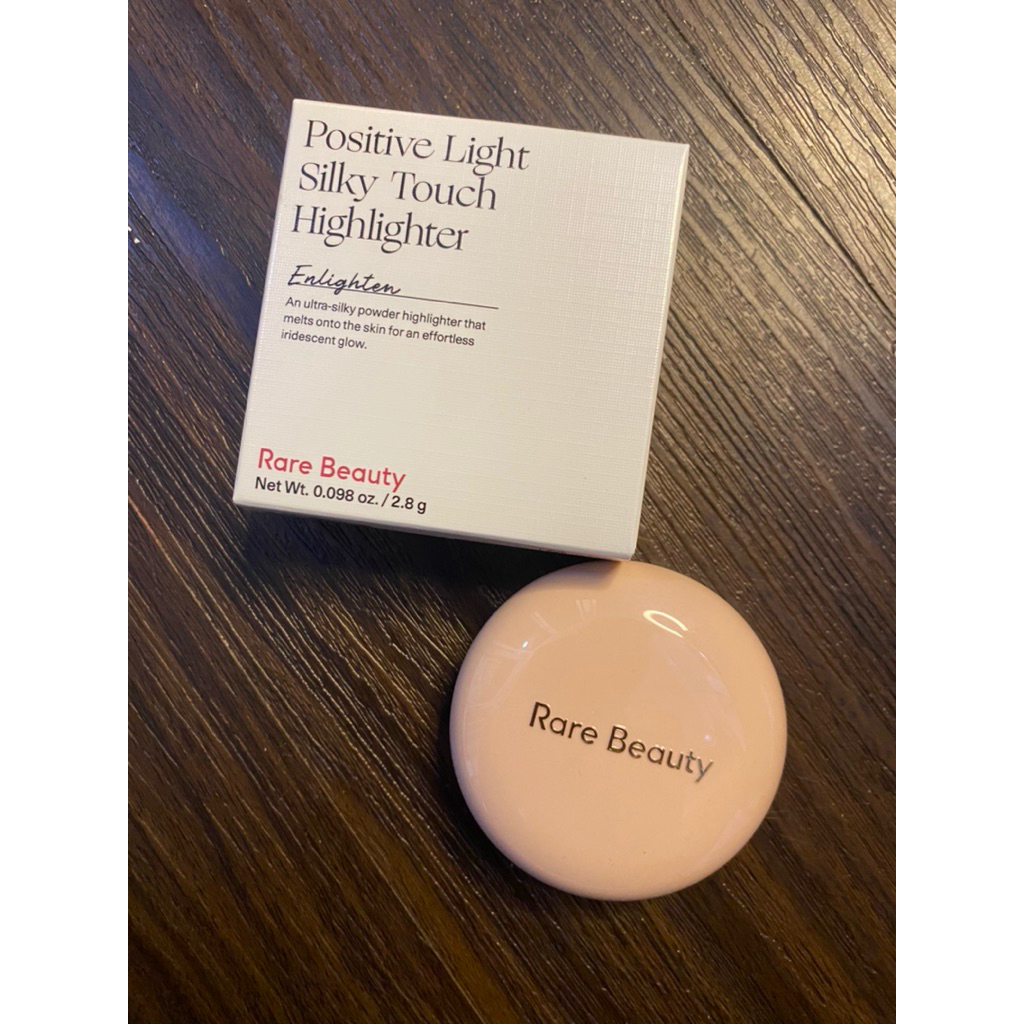 Positive Light
Silky Touch
Highlighter
Enlighten
An ultra-silky powder highlighter that
melts onto the skin for an effortless
iridescent glow.
Rare Beauty
Net Wt. 0.098 oz. / 2.8 g
Rare Beauty